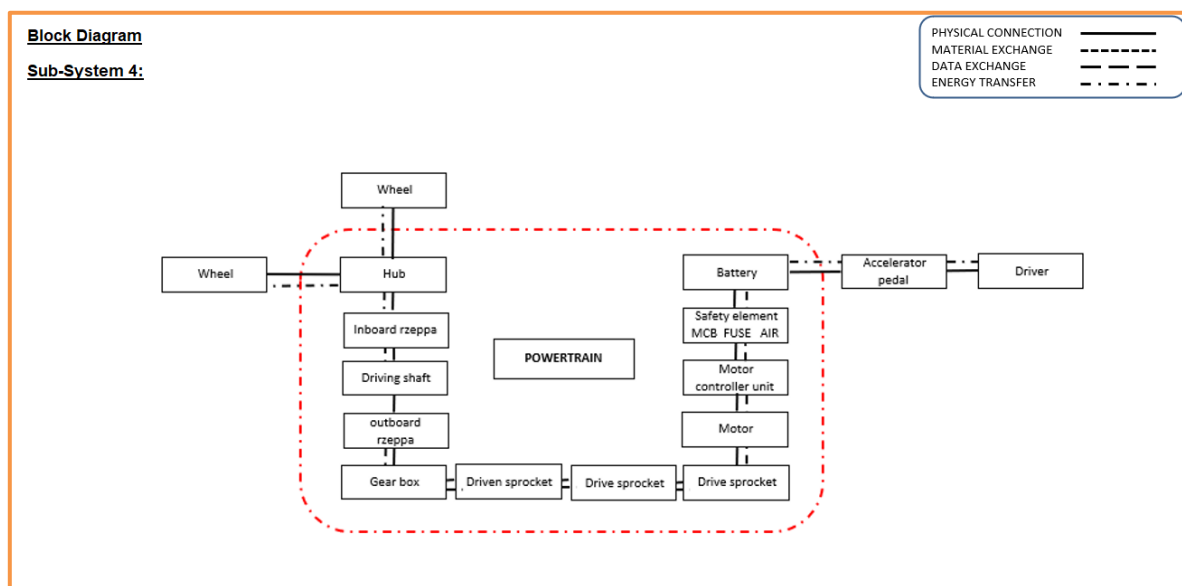 Block Diagram
Sub-System 4:
PHYSICAL CONNECTION
MATERIAL EXCHANGE
DATA EXCHANGE
ENERGY TRANSFER
Wheel
Wheel
Hub
Inboard rzeppa
Driving shaft
outboard
rzeppa
Gear box
Driven sprocket
Drive sprocket
Drive sprocket
POWERTRAIN
Battery
Safety element
MCB FUSE AIR
Motor
controller unit
Motor
Accelerator
pedal
Driver